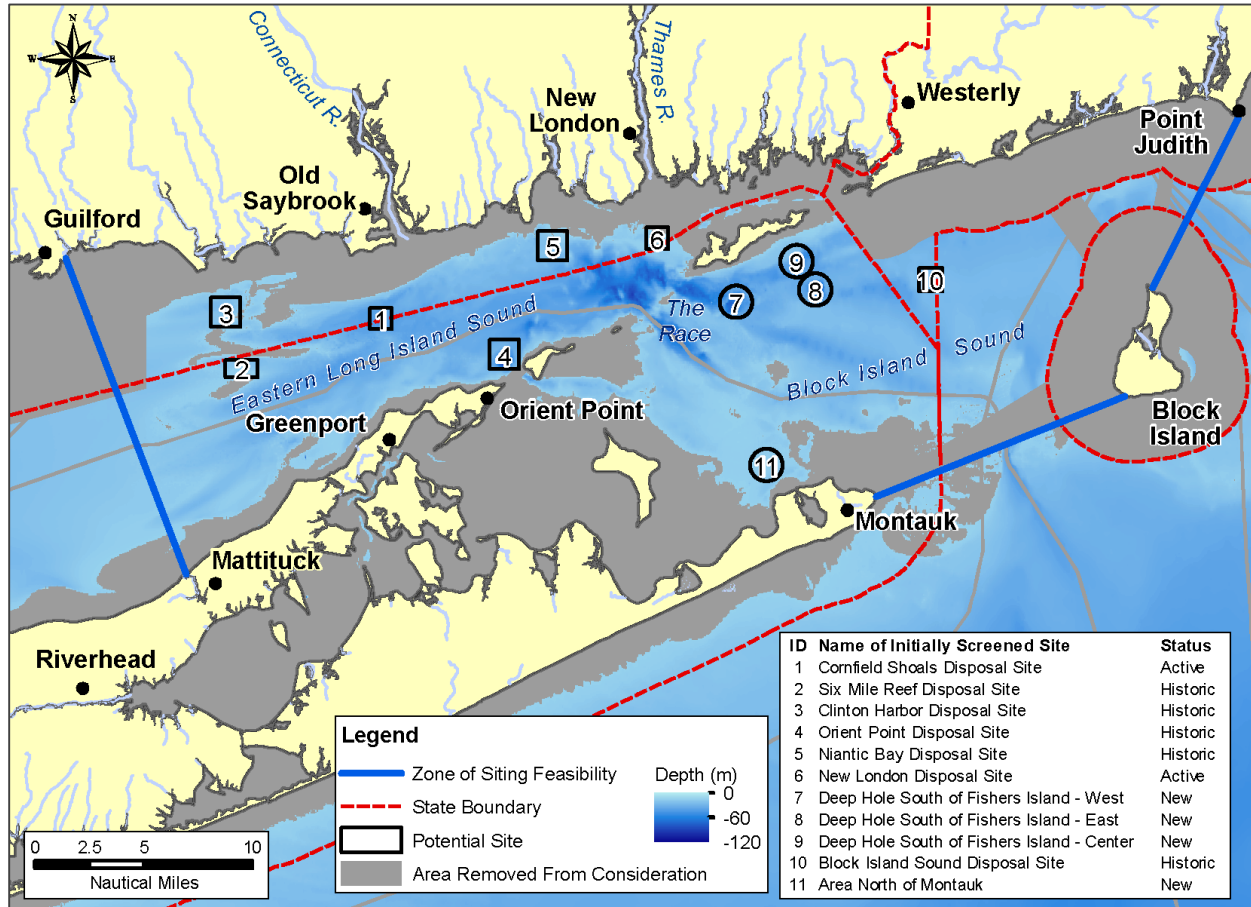 N
W
E
S
Connecticut R.
Thames R.
New
London
Westerly
Point
Judith
Old
Saybrook
Guilford
5
6
9
8
10
3
1
7
The
Race
2
4
Eastern Long Island Sound
Block Island Sound
Greenport
Orient Point
Block
Island
11
Montauk
Mattituck
Riverhead
Legend
Zone of Siting Feasibility
State Boundary
Potential Site
Area Removed From Consideration
Depth (m)
0
-60
-120
0 2.5 5 10
Nautical Miles
ID Name of Initially Screened Site Status
1 Cornfield Shoals Disposal Site Active
2 Six Mile Reef Disposal Site Historic
3 Clinton Harbor Disposal Site Historic
4 Orient Point Disposal Site Historic
5 Niantic Bay Disposal Site Historic
6 New London Disposal Site Active
7 Deep Hole South of Fishers Island - West New
8 Deep Hole South of Fishers Island - East New
9 Deep Hole South of Fishers Island - Center New
10 Block Island Sound Disposal Site Historic
11 Area North of Montauk New